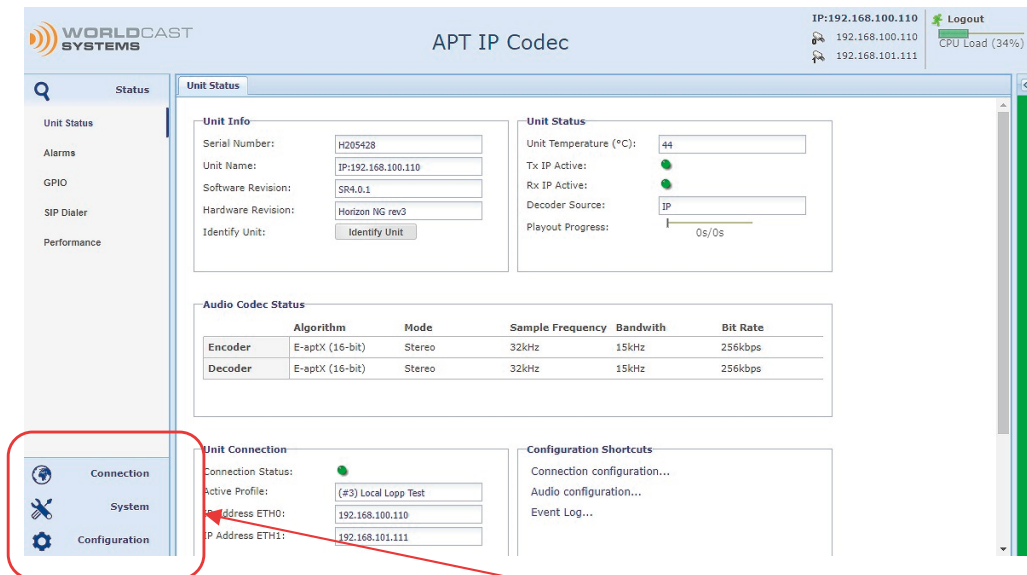 WORLDCAST
SYSTEMS
APT IP Codec
IP:192.168.100.110
0 192.168.100.110
1 192.168.101.111
Logout
CPU Load (34%)
Status
Unit Status
Alarms
GPIO
SIP Dialer
Performance
Connection
System
Configuration
Unit Status
Unit Info
Serial Number: H205428
Unit Name: IP:192.168.100.110
Software Revision: SR4.0.1
Hardware Revision: Horizon NG rev3
Identify Unit: Identify Unit
Unit Status
Unit Temperature (°C): 44
Tx IP Active:
Rx IP Active:
Decoder Source: IP
Playout Progress: 0s/0s
Audio Codec Status
Algorithm Mode Sample Frequency Bandwith Bit Rate
Encoder E-aptX (16-bit) Stereo 32kHz 15kHz 256kbps
Decoder E-aptX (16-bit) Stereo 32kHz 15kHz 256kbps
Unit Connection
Connection Status:
Active Profile: (#3) Local Lopp Test
IP Address ETH0: 192.168.100.110
IP Address ETH1: 192.168.101.111
Configuration Shortcuts
Connection configuration...
Audio configuration...
Event Log...